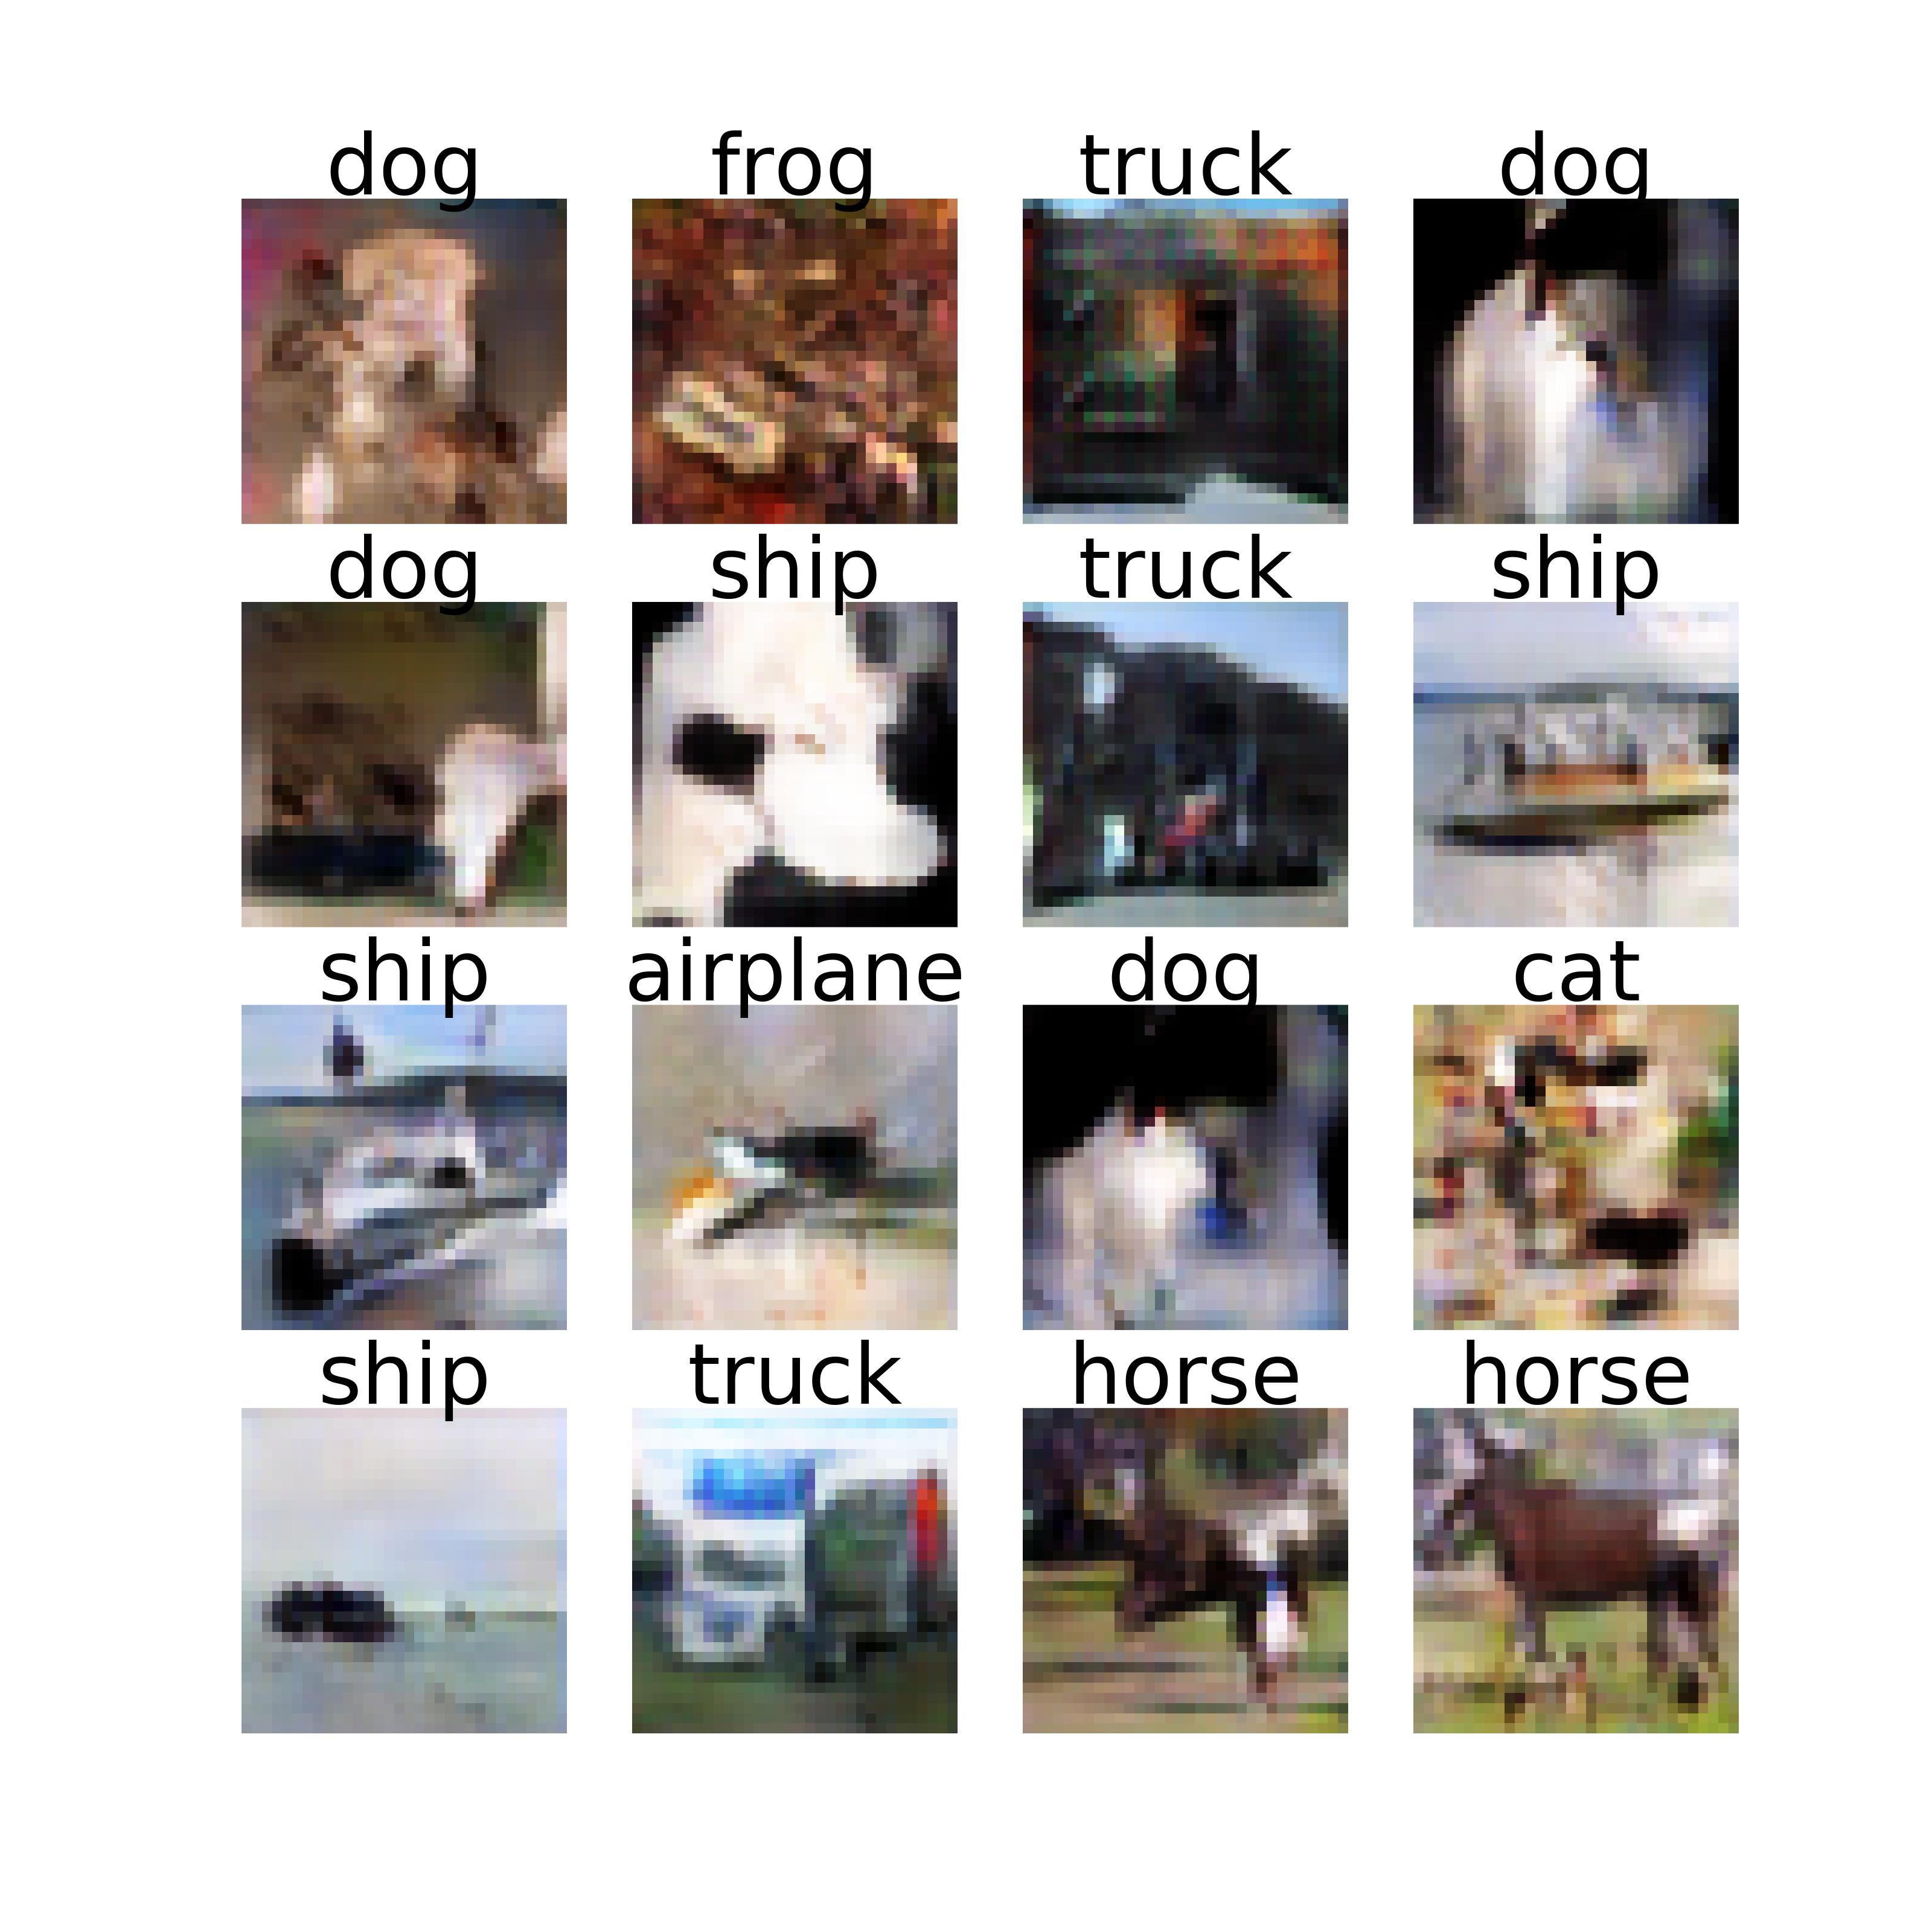 dog frog truck dog
dog ship truck ship
ship airplane dog cat
ship truck horse horse